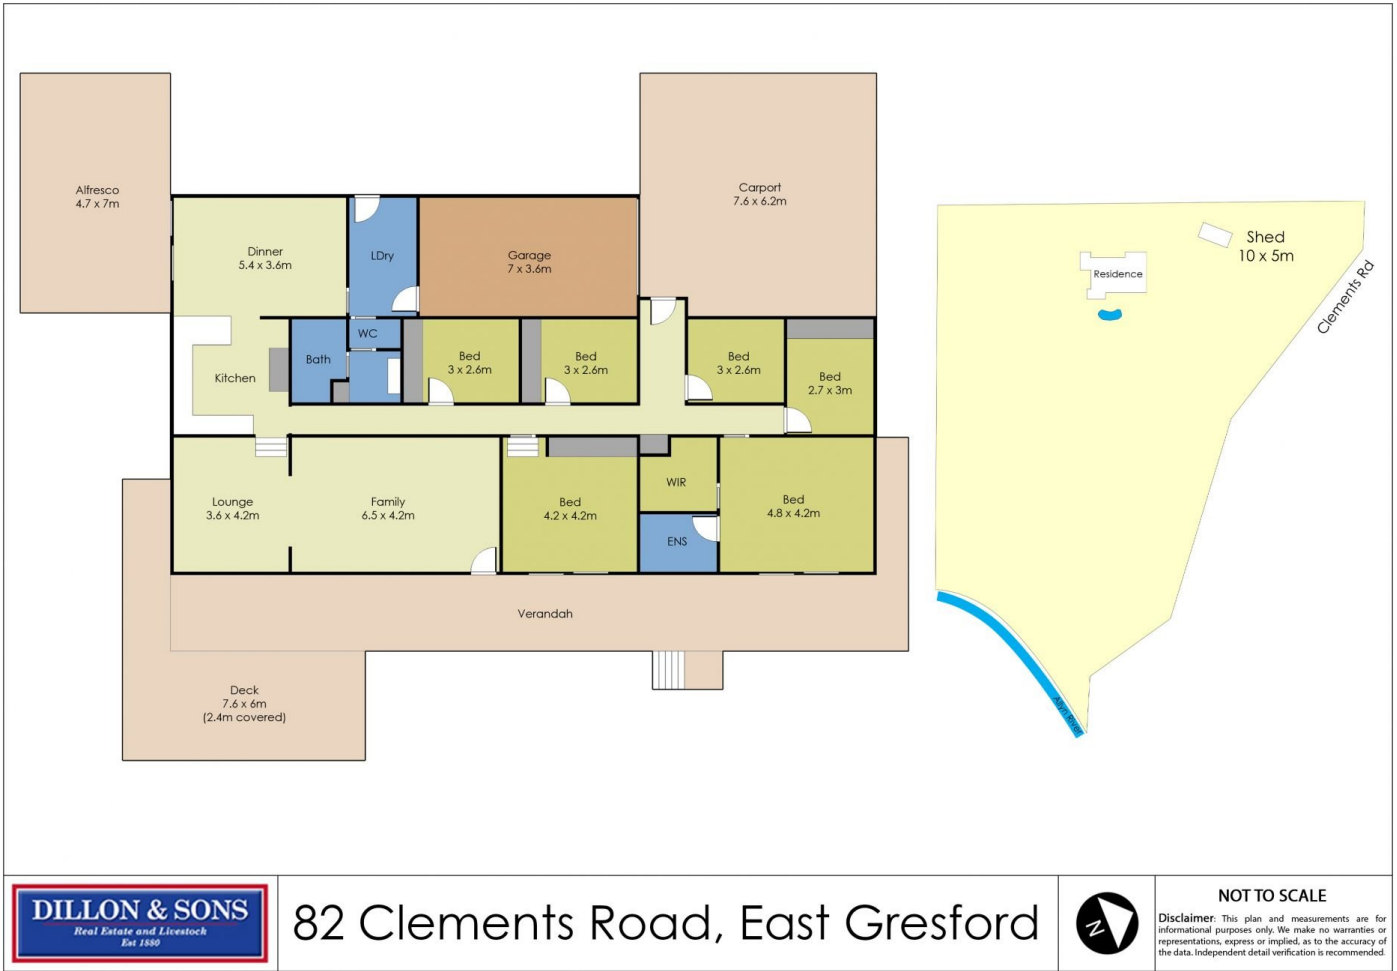 Alfresco
4.7 x 7m
Carport
7.6 x 6.2m
Dinner
5.4 x 3.6m
LDry
Garage
7 x 3.6m
WC
Bath
Kitchen
Bed
3 x 2.6m
Bed
3 x 2.6m
Bed
3 x 2.6m
Bed
2.7 x 3m
Lounge
3.6 x 4.2m
Family
6.5 x 4.2m
Bed
4.2 x 4.2m
WIR
ENS
Bed
4.8 x 4.2m
Verandah
Deck
7.6 x 6m
(2.4m covered)
Shed
10 x 5m
Residence
Clements Rd
Allyn River
DILLON & SONS
Real Estate and Livestock
Est 1880
82 Clements Road, East Gresford
N
NOT TO SCALE
Disclaimer: This plan and measurements are for
informational purposes only. We make no warranties or
representations, express or implied, as to the accuracy of
the data. Independent detail verification is recommended.